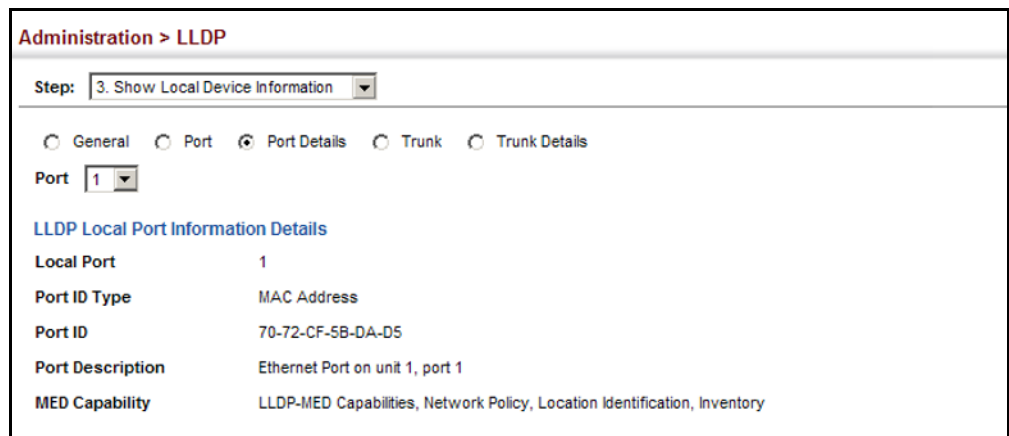 Administration > LLDP
Step: 3. Show Local Device Information
General Port Port Details Trunk Trunk Details
Port 1
LLDP Local Port Information Details
Local Port 1
Port ID Type MAC Address
Port ID 70-72-CF-5B-DA-D5
Port Description Ethernet Port on unit 1, port 1
MED Capability LLDP-MED Capabilities, Network Policy, Location Identification, Inventory